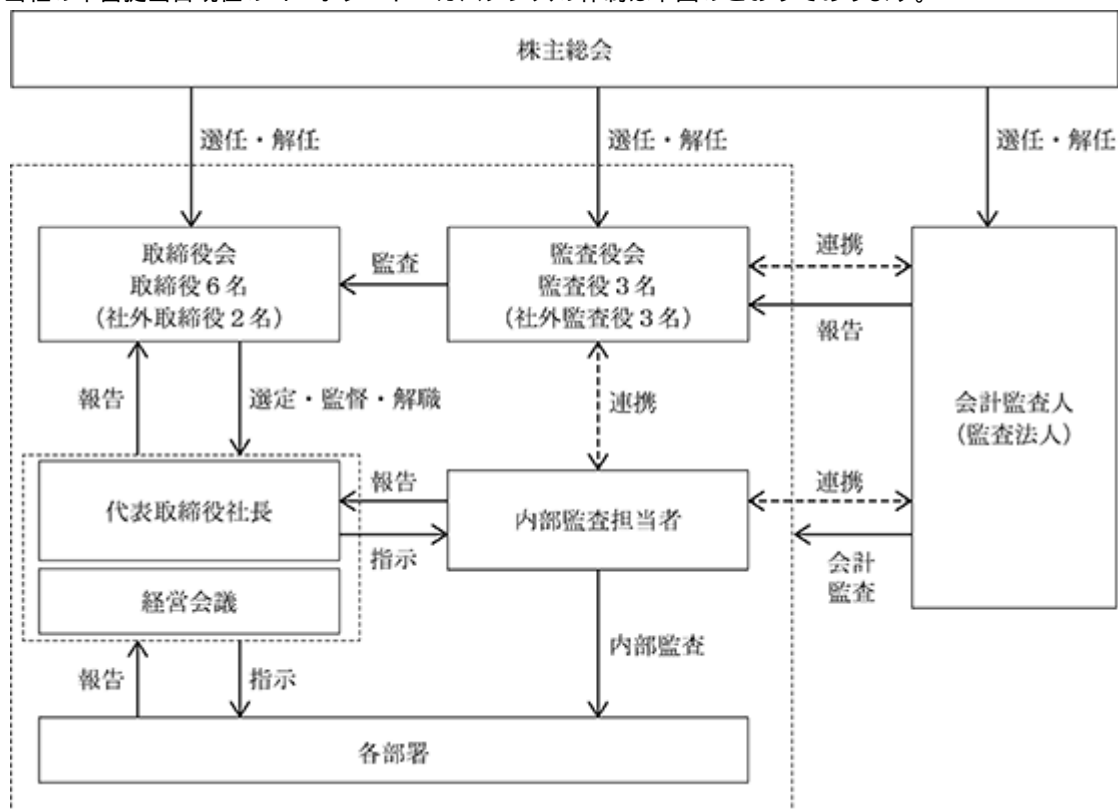 株主総会
選任・解任
選任・解任
選任・解任
取締役会
取締役6名
（社外取締役2名）
監査
監査役会
監査役3名
（社外監査役3名）
連携
報告
報告
選定・監督・解職
連携
会計監査人
（監査法人）
代表取締役社長
報告
指示
内部監査担当者
連携
会計
監査
経営会議
報告
指示
内部監査
各部署